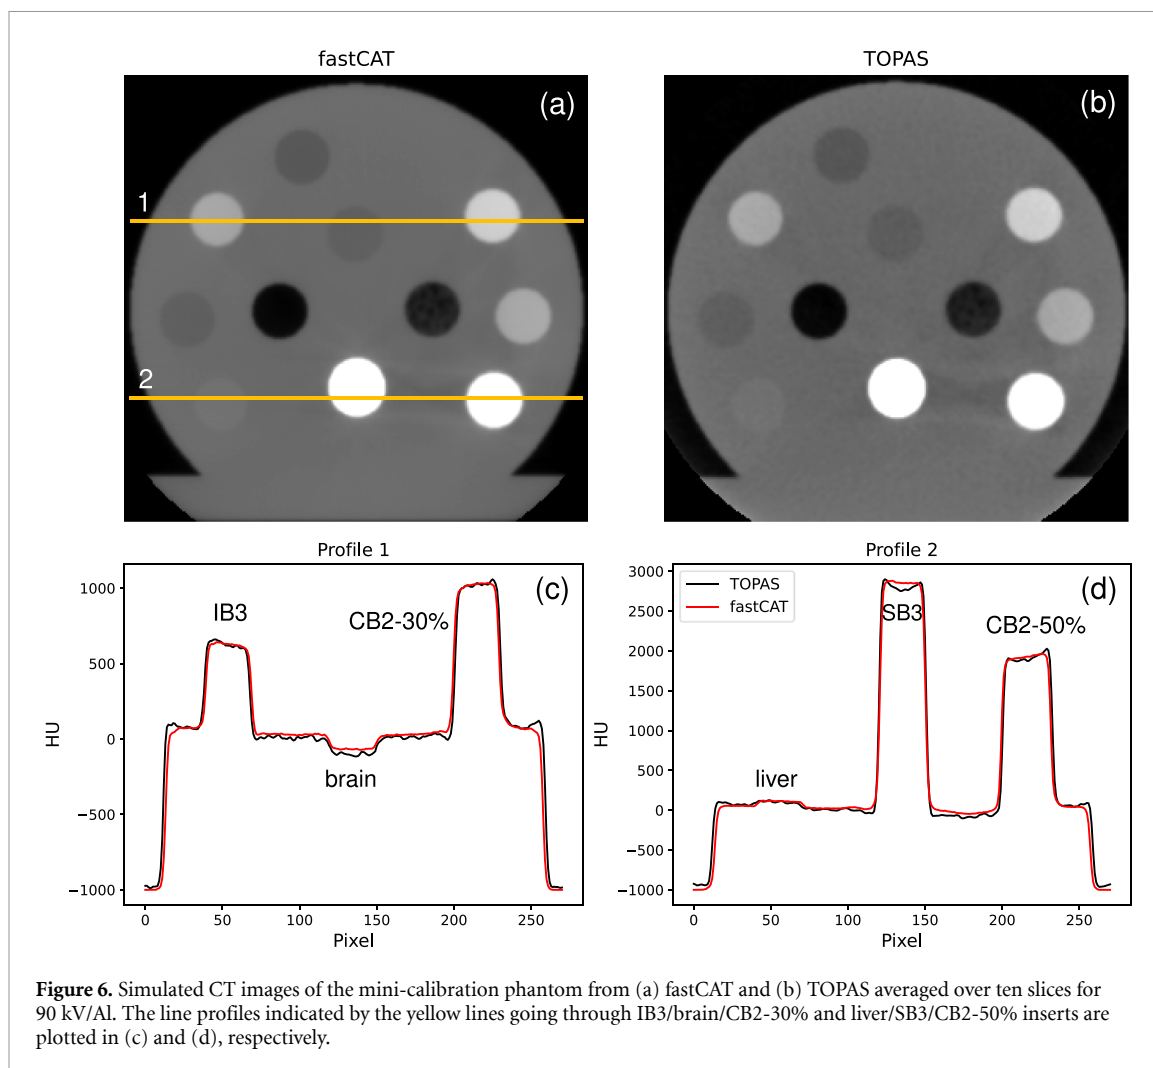 fastCAT
TOPAS
(a)
(b)
1
2
Profile 1
Profile 2
(c)
IB3
CB2-30%
brain
1000
500
0
−500
−1000
HU
0 50 100 150 200 250
Pixel
(d)
TOPAS
fastCAT
SB3
CB2-50%
liver
3000
2500
2000
1500
1000
500
0
−500
−1000
HU
0 50 100 150 200 250
Pixel
Figure 6. Simulated CT images of the mini-calibration phantom from (a) fastCAT and (b) TOPAS averaged over ten slices for
90 kV/Al. The line profiles indicated by the yellow lines going through IB3/brain/CB2-30% and liver/SB3/CB2-50% inserts are
plotted in (c) and (d), respectively.